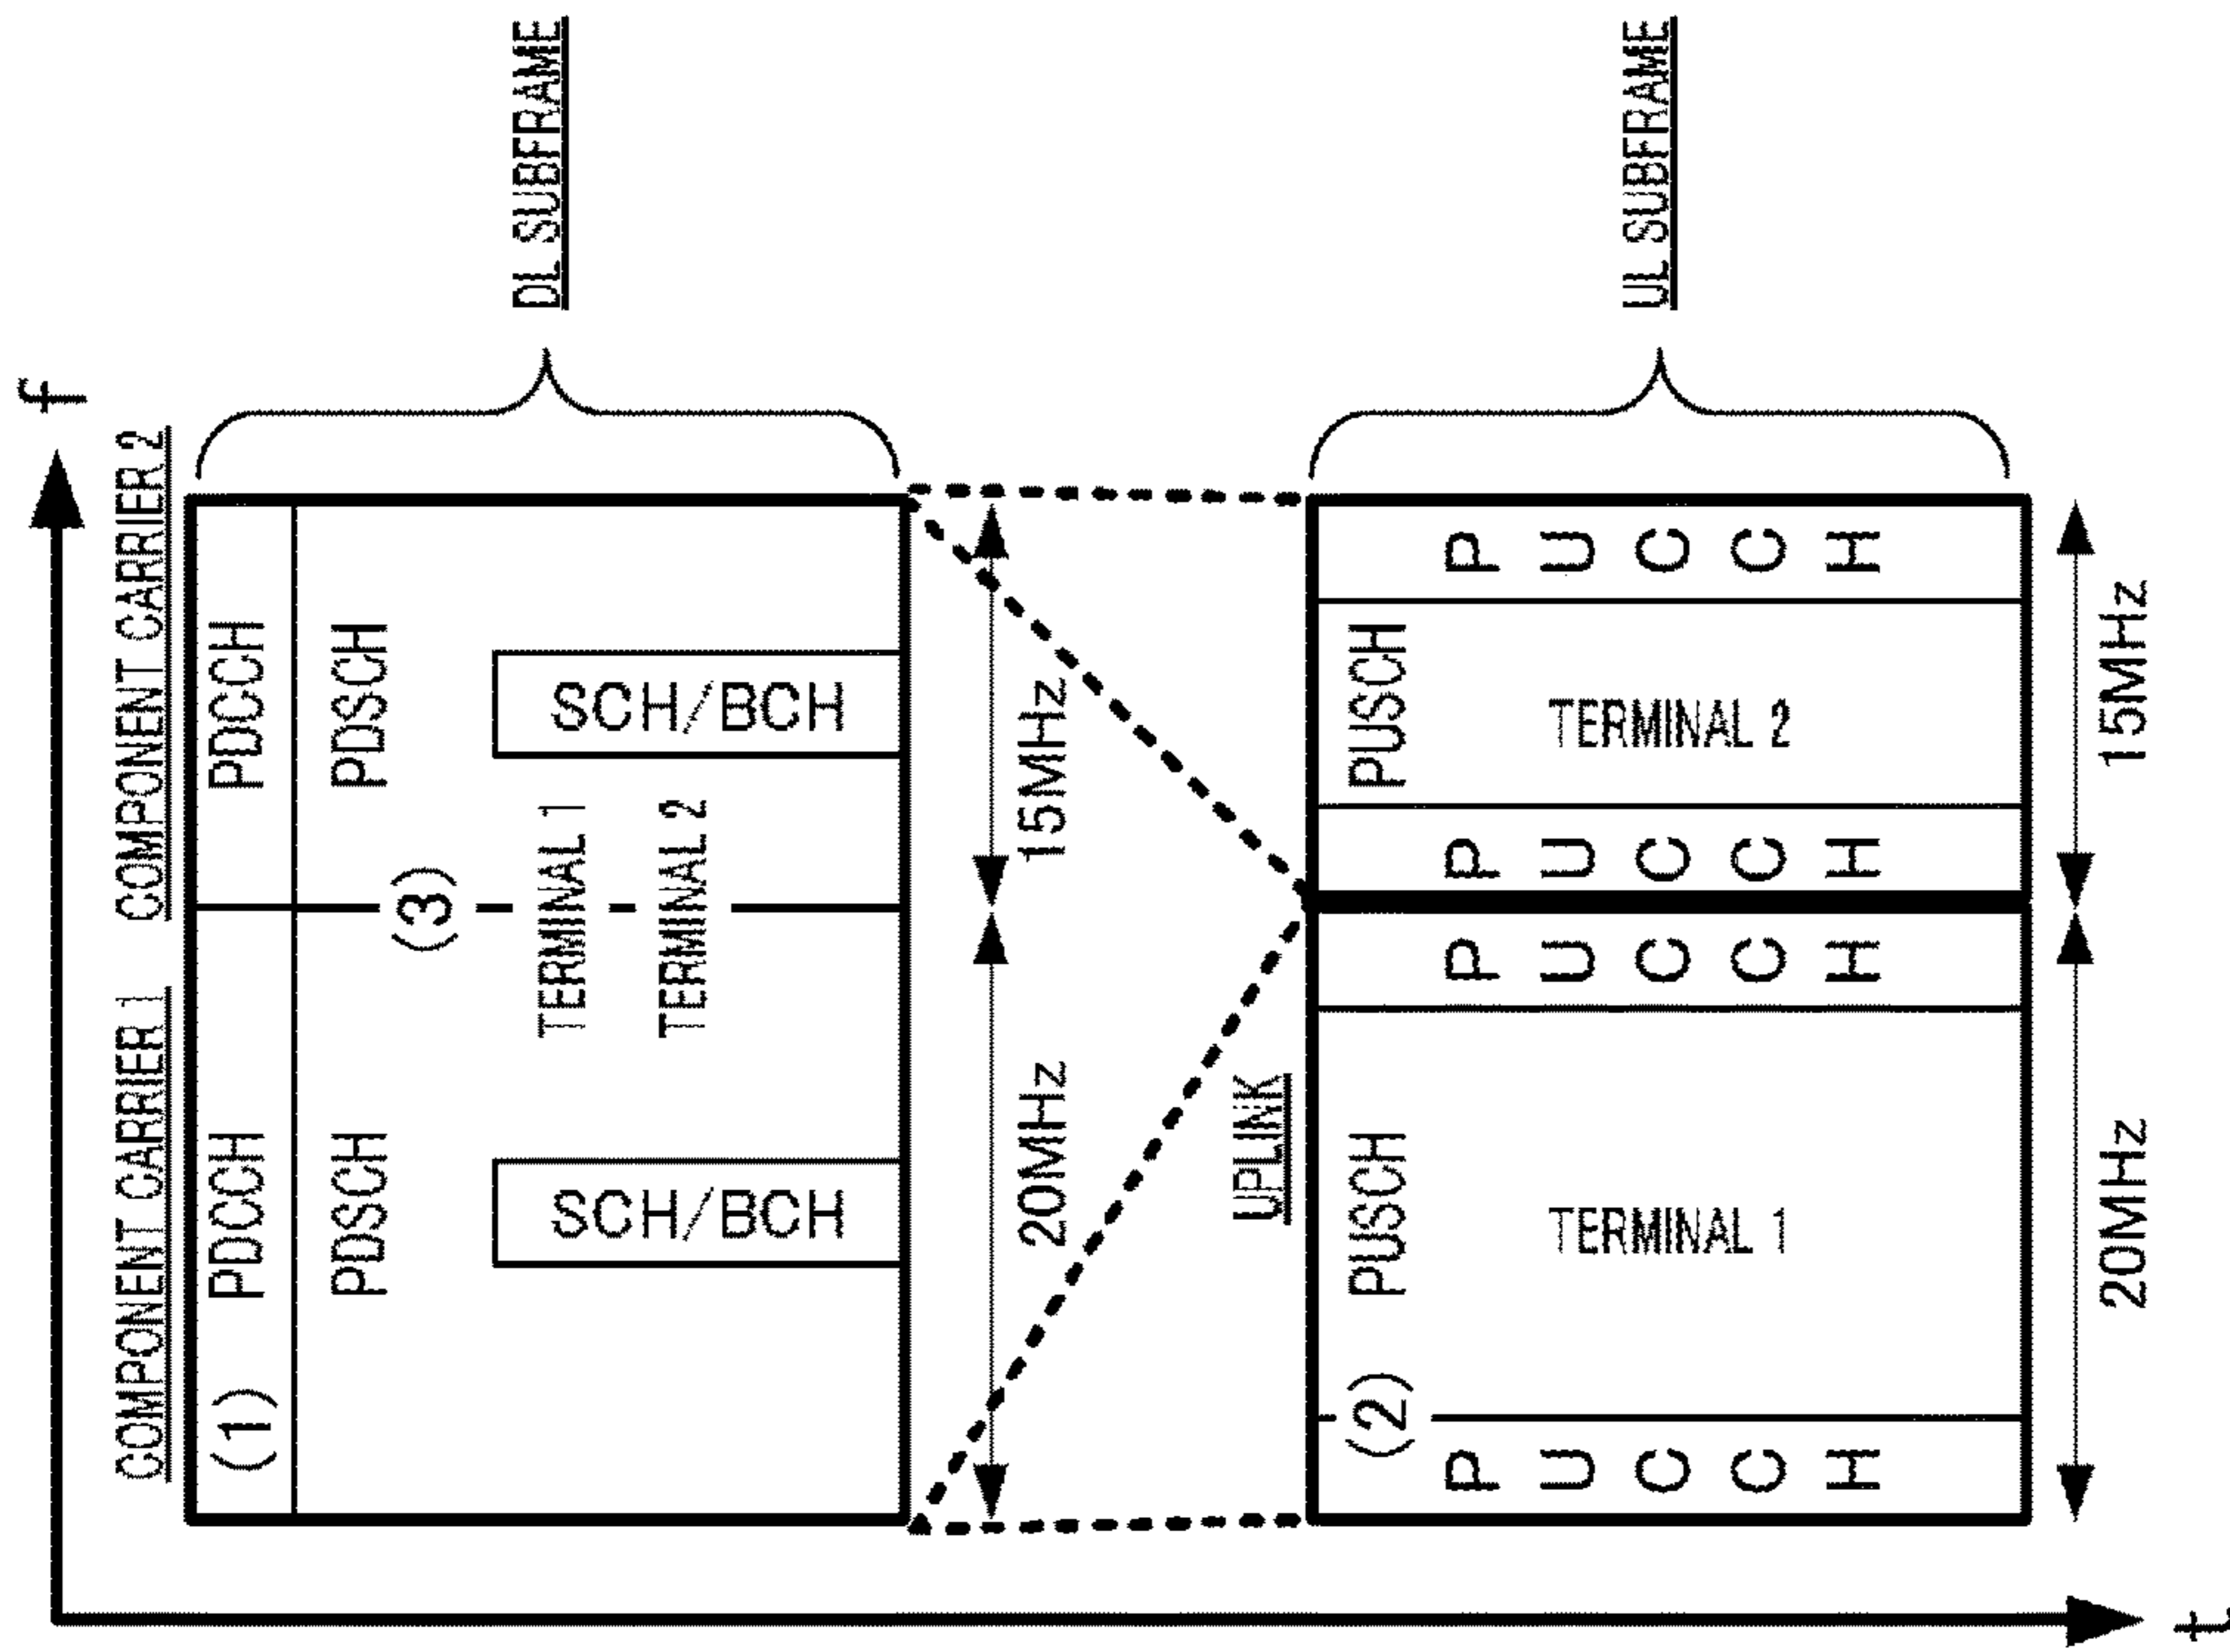 f
COMPONENT CARRIER 1 COMPONENT CARRIER 2
(1) PDCCH PDCCH
PDSCH PDSCH
(3)
TERMINAL 1
TERMINAL 2
SCH/BCH SCH/BCH
DL SUBFRAME
20MHz 15MHz
UPLINK
(2) PUSCH PUSCH
PUCCH TERMINAL 1 PUCCH PUCCH TERMINAL 2 PUCCH
UL SUBFRAME
20MHz 15MHz
t